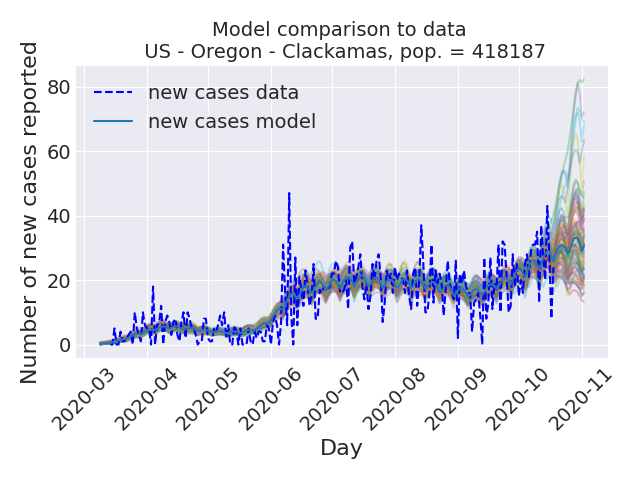 Model comparison to data
US - Oregon - Clackamas, pop. = 418187
Number of new cases reported
80
60
40
20
0
new cases data
new cases model
2020-03
2020-04
2020-05
2020-06
2020-07
2020-08
2020-09
2020-10
2020-11
Day